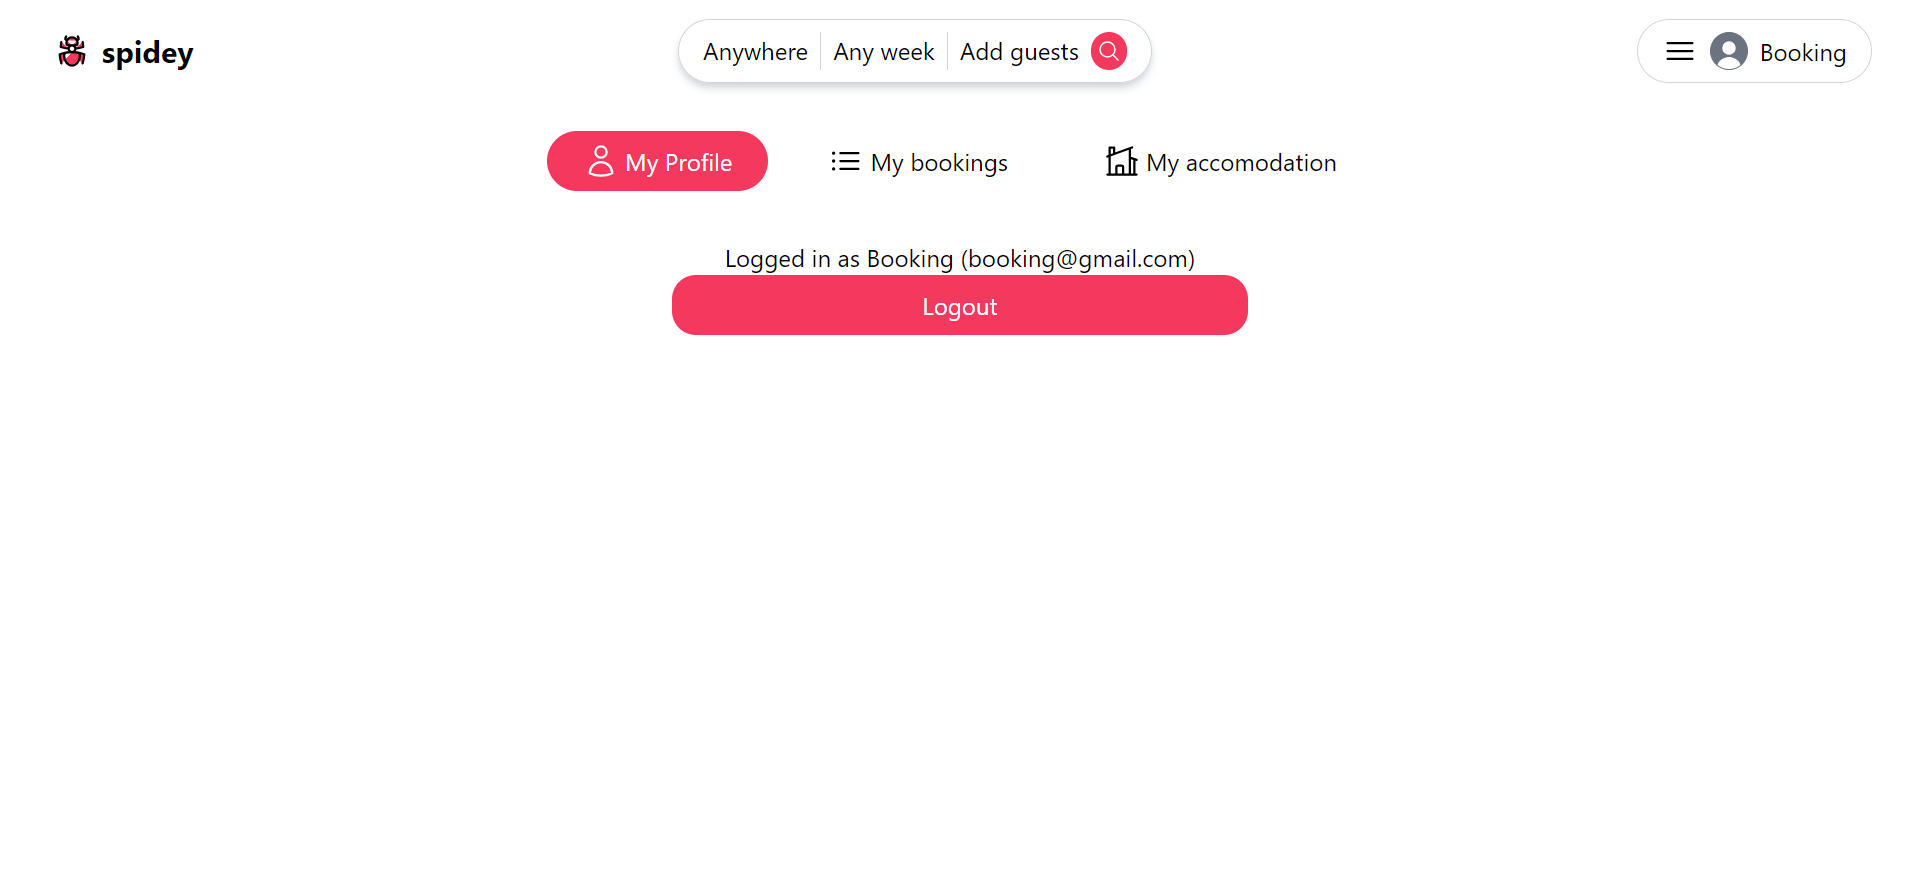 spidey
Anywhere Any week Add guests
Booking
My Profile
My bookings
My accomodation
Logged in as Booking (booking@gmail.com)
Logout